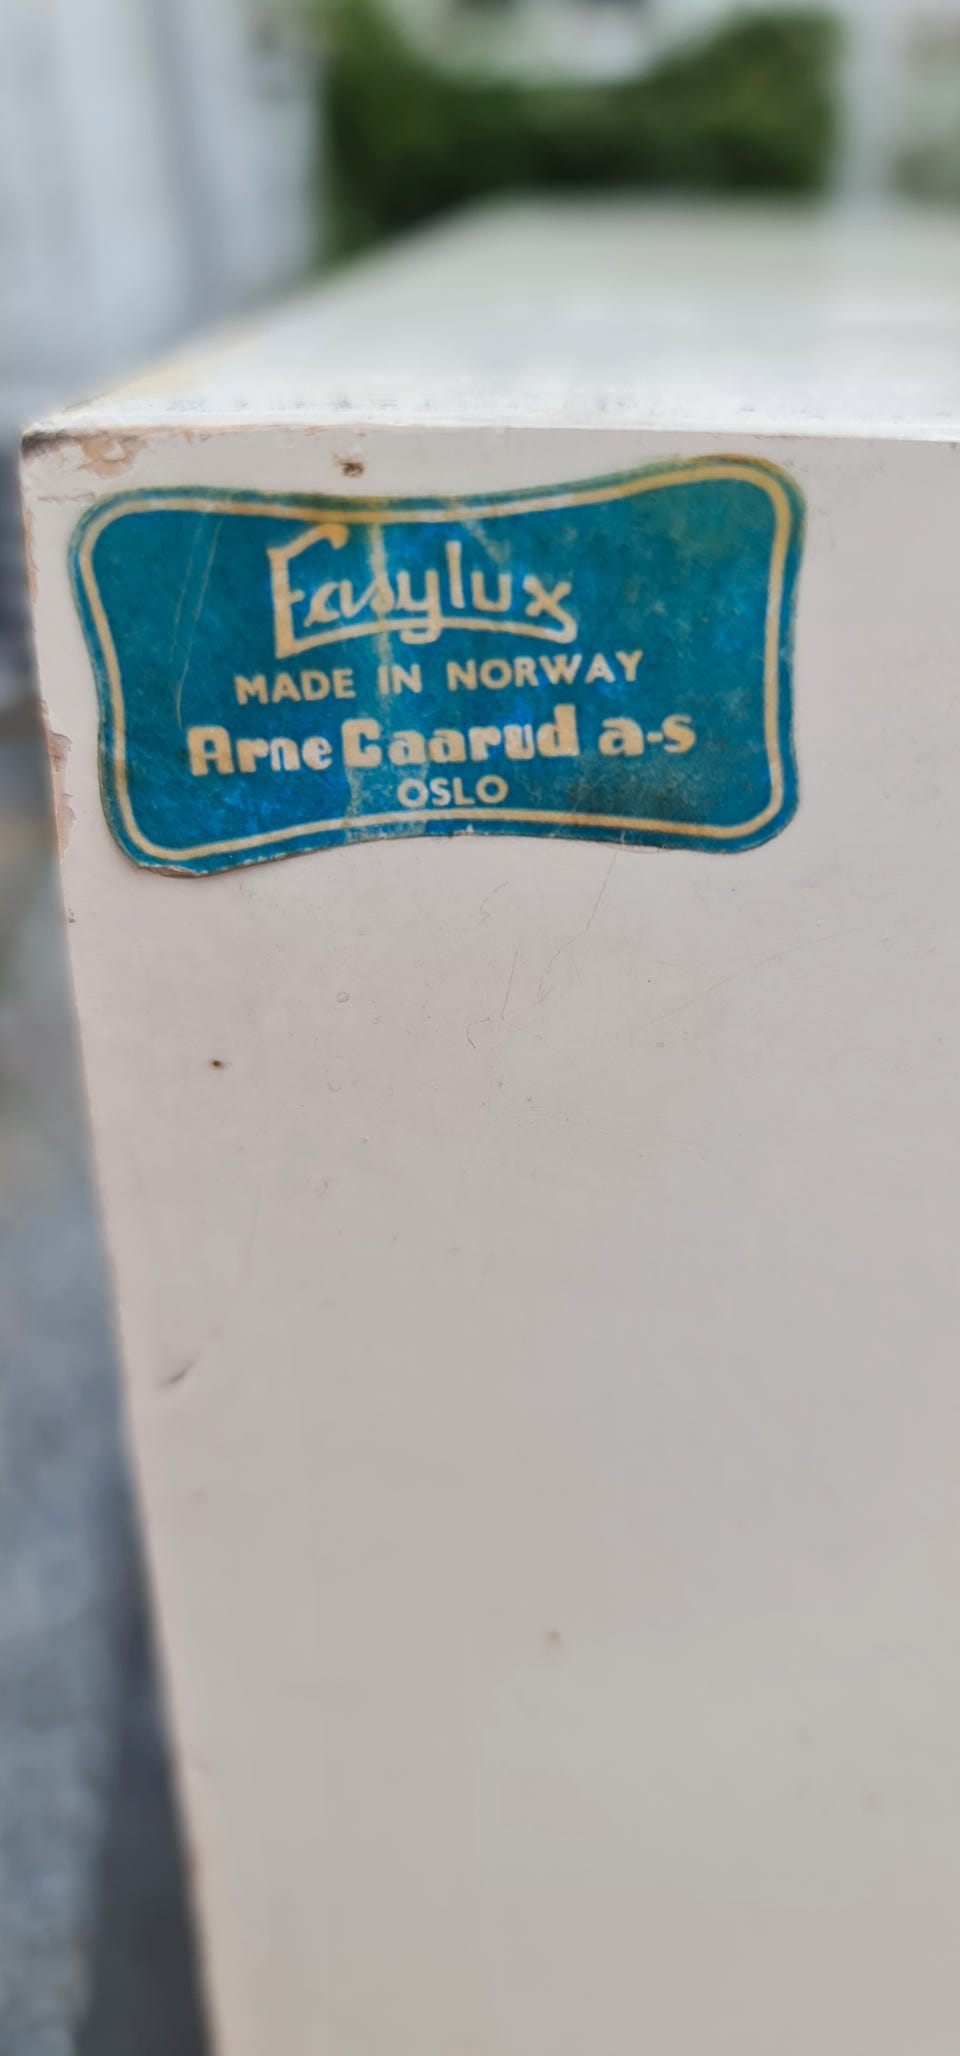 Easylux
MADE IN NORWAY
Arne Gaarud a-s
OSLO